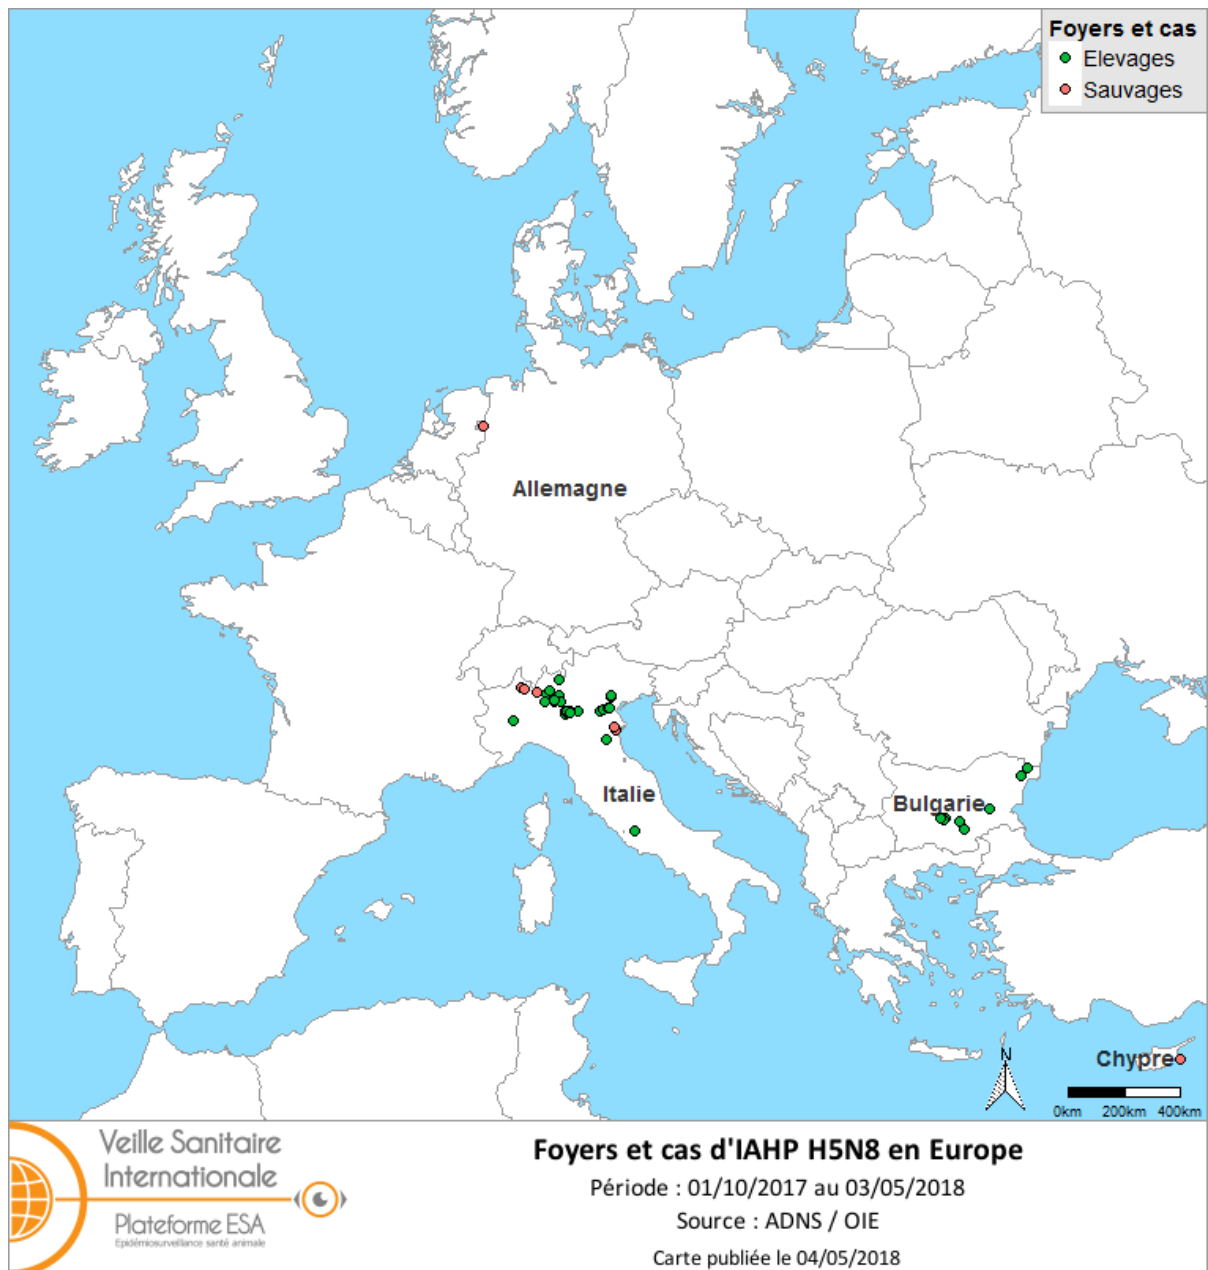 Foyers et cas
Elevages
Sauvages
Allemagne
Italie
Bulgarie
Chypre
N
0km 200km 400km
Veille Sanitaire
Internationale
Plateforme ESA
Epidémiosurveillance santé animale
Foyers et cas d'IAHP H5N8 en Europe
Période : 01/10/2017 au 03/05/2018
Source : ADNS / OIE
Carte publiée le 04/05/2018